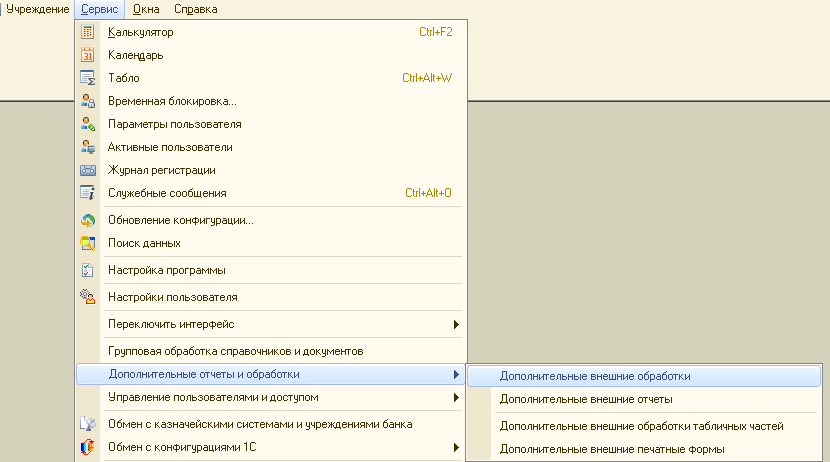 Учреждение Сервис Окна Справка
Калькулятор Ctrl+F2
31 Календарь
Табло Ctrl+Alt+W
Временная блокировка...
Параметры пользователя
Активные пользователи
Журнал регистрации
Служебные сообщения Ctrl+Alt+O
Обновление конфигурации...
Поиск данных
Настройка программы
Настройки пользователя
Переключить интерфейс
Групповая обработка справочников и документов
Дополнительные отчеты и обработки
Управление пользователями и доступом
Обмен с казначейскими системами и учреждениями банка
Обмен с конфигурациями 1С
Дополнительные внешние обработки
Дополнительные внешние отчеты
Дополнительные внешние обработки табличных частей
Дополнительные внешние печатные формы